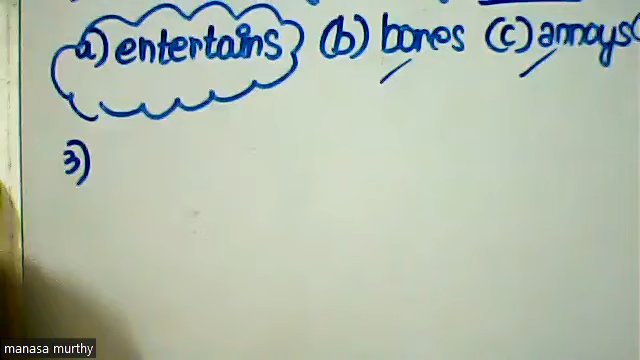 a) entertains (b) bores (c) annoys(
3)
manasa murthy